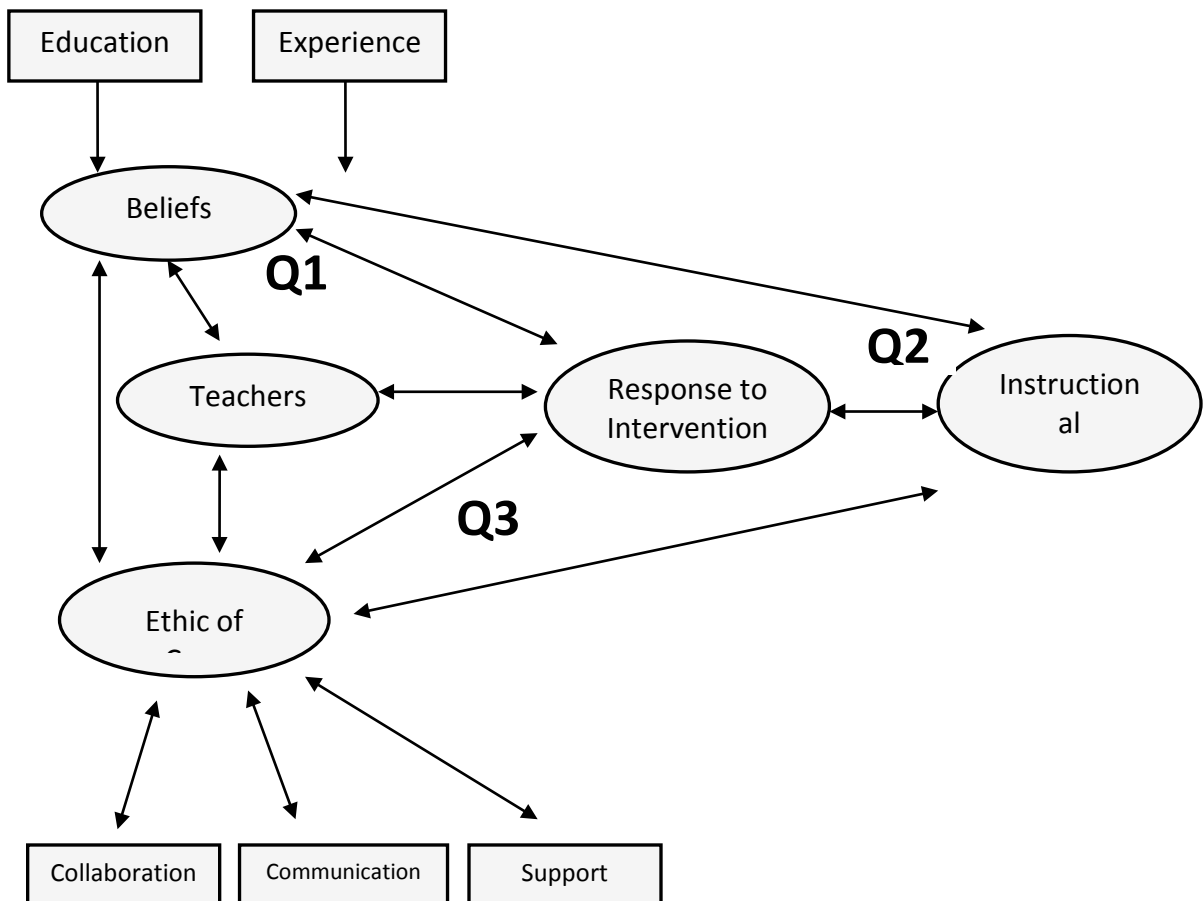 Education
Experience
Beliefs
Q1
Q2
Teachers
Response to
Intervention
Instruction
al
Q3
Ethic of
Collaboration
Communication
Support